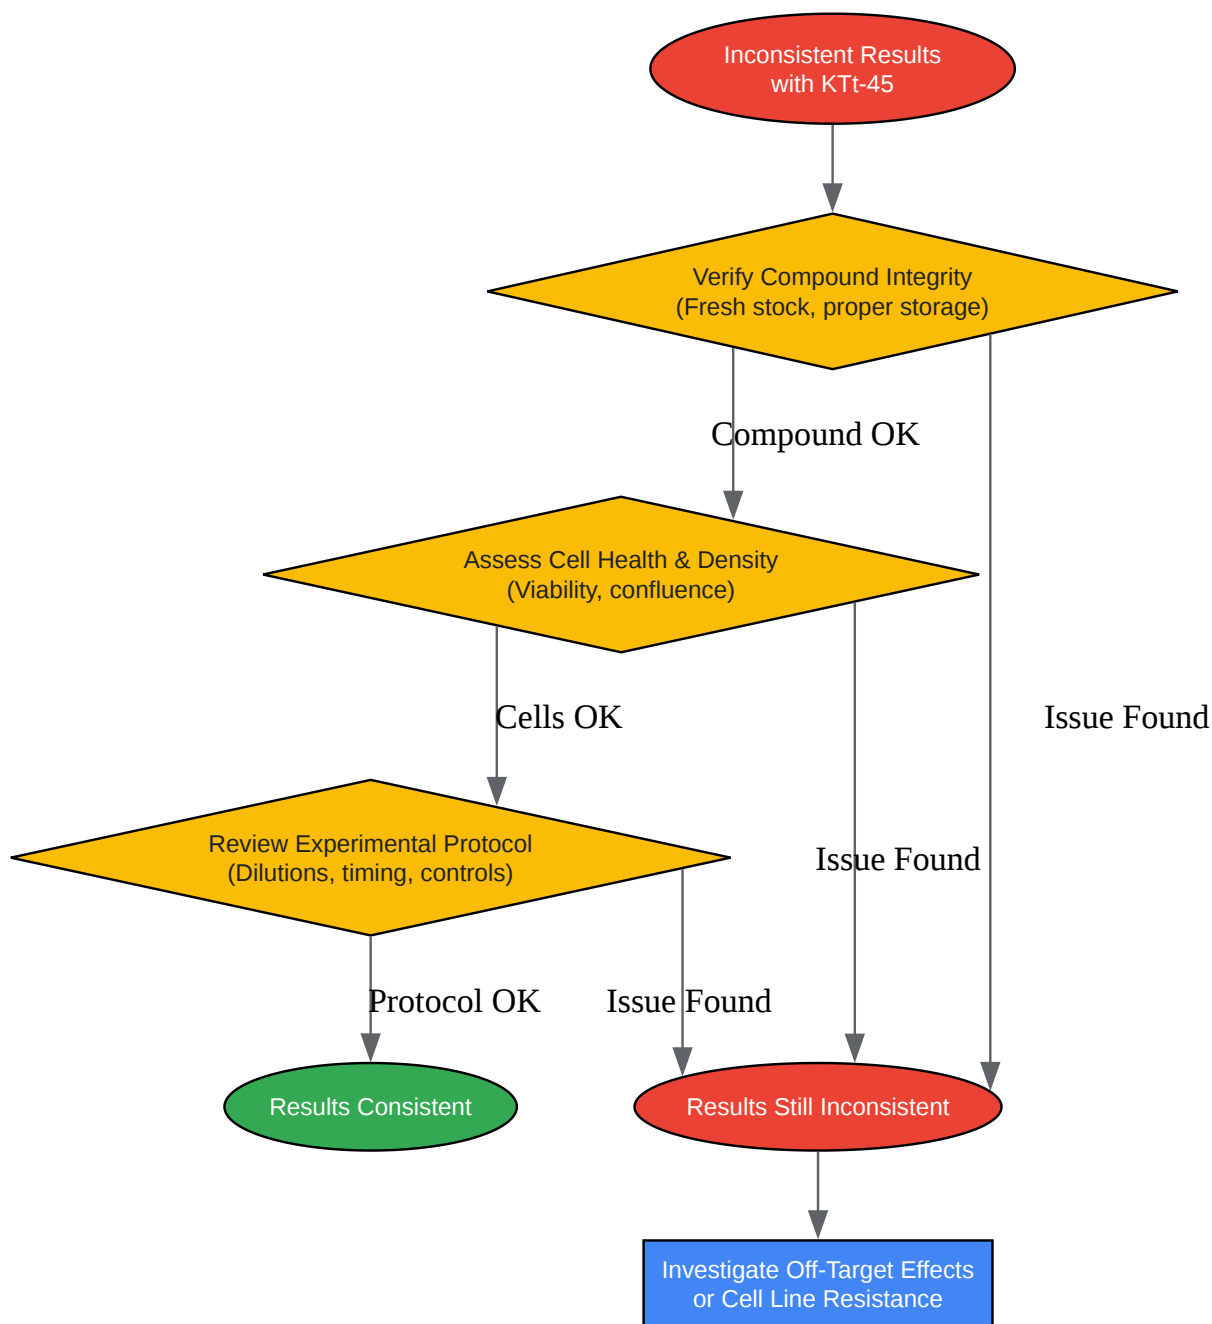 Inconsistent Results
with KTt-45
Verify Compound Integrity
(Fresh stock, proper storage)
Compound OK
Assess Cell Health & Density
(Viability, confluence)
Cells OK
Issue Found
Review Experimental Protocol
(Dilutions, timing, controls)
Issue Found
Protocol OK
Issue Found
Results Consistent
Results Still Inconsistent
Investigate Off-Target Effects
or Cell Line Resistance